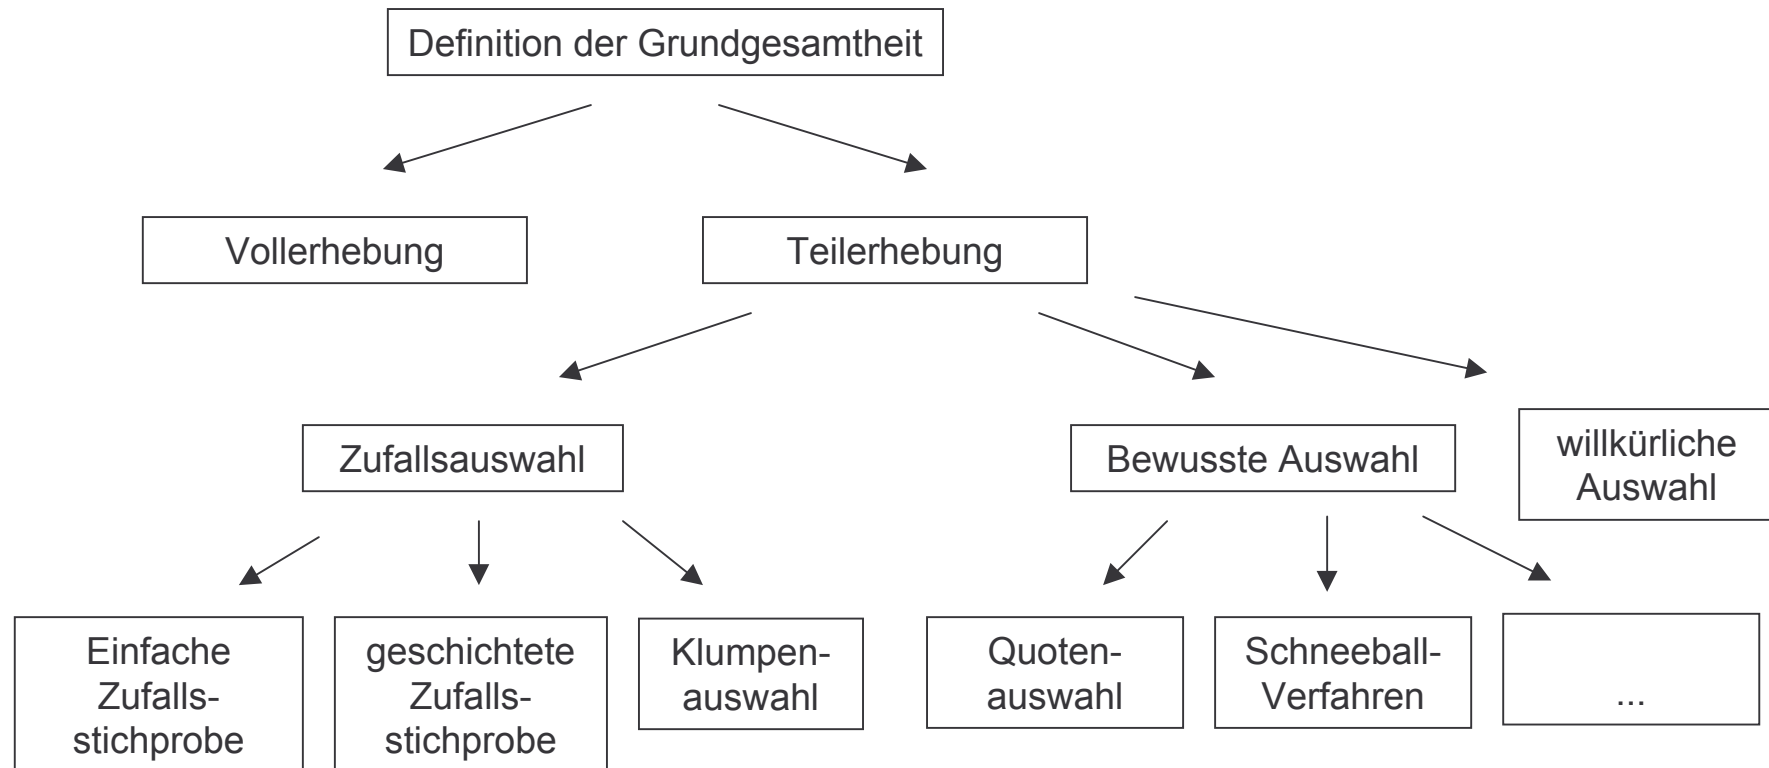 Definition der Grundgesamtheit
Vollerhebung
Teilerhebung
Zufallsauswahl
Bewusste Auswahl
willkürliche
Auswahl
Einfache
Zufalls-
stichprobe
geschichtete
Zufalls-
stichprobe
Klumpen-
auswahl
Quoten-
auswahl
Schneeball-
Verfahren
...